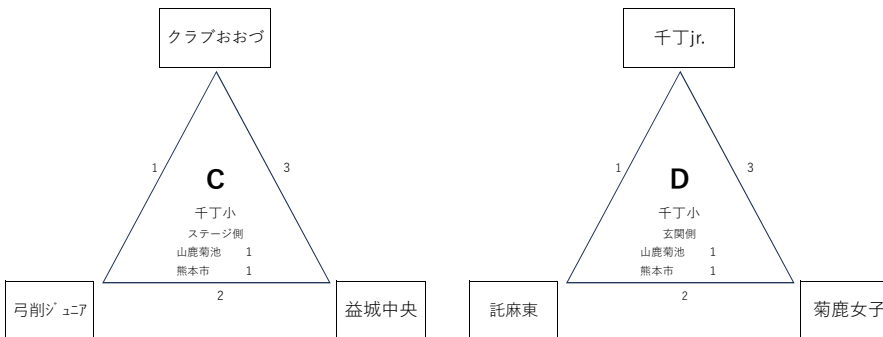 クラブおおづ
千丁jr.
1
3
1
3
C
D
千丁小
千丁小
ステージ側
玄関側
山鹿菊池 1
山鹿菊池 1
熊本市 1
熊本市 1
2
2
弓削ｼﾞｭﾆｱ
益城中央
託麻東
菊鹿女子